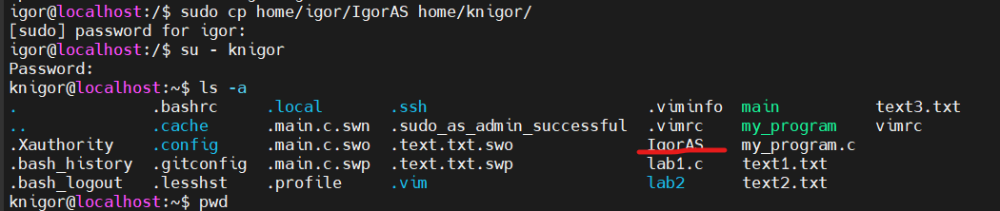 igor@localhost:/$ sudo cp home/igor/IgorAS home/knigor/
[sudo] password for igor:
igor@localhost:/$ su - knigor
Password:
knigor@localhost:~$ ls -a
. .bashrc .local .ssh .viminfo main text3.txt
.. .cache .main.c.swn .sudo_as_admin_successful .vimrc my_program vimrc
.Xauthority .config .main.c.swo .text.txt.swo IgorAS my_program.c
.bash_history .gitconfig .main.c.swp .text.txt.swp lab1.c text1.txt
.bash_logout .lesshst .profile .vim lab2 text2.txt
knigor@localhost:~$ pwd